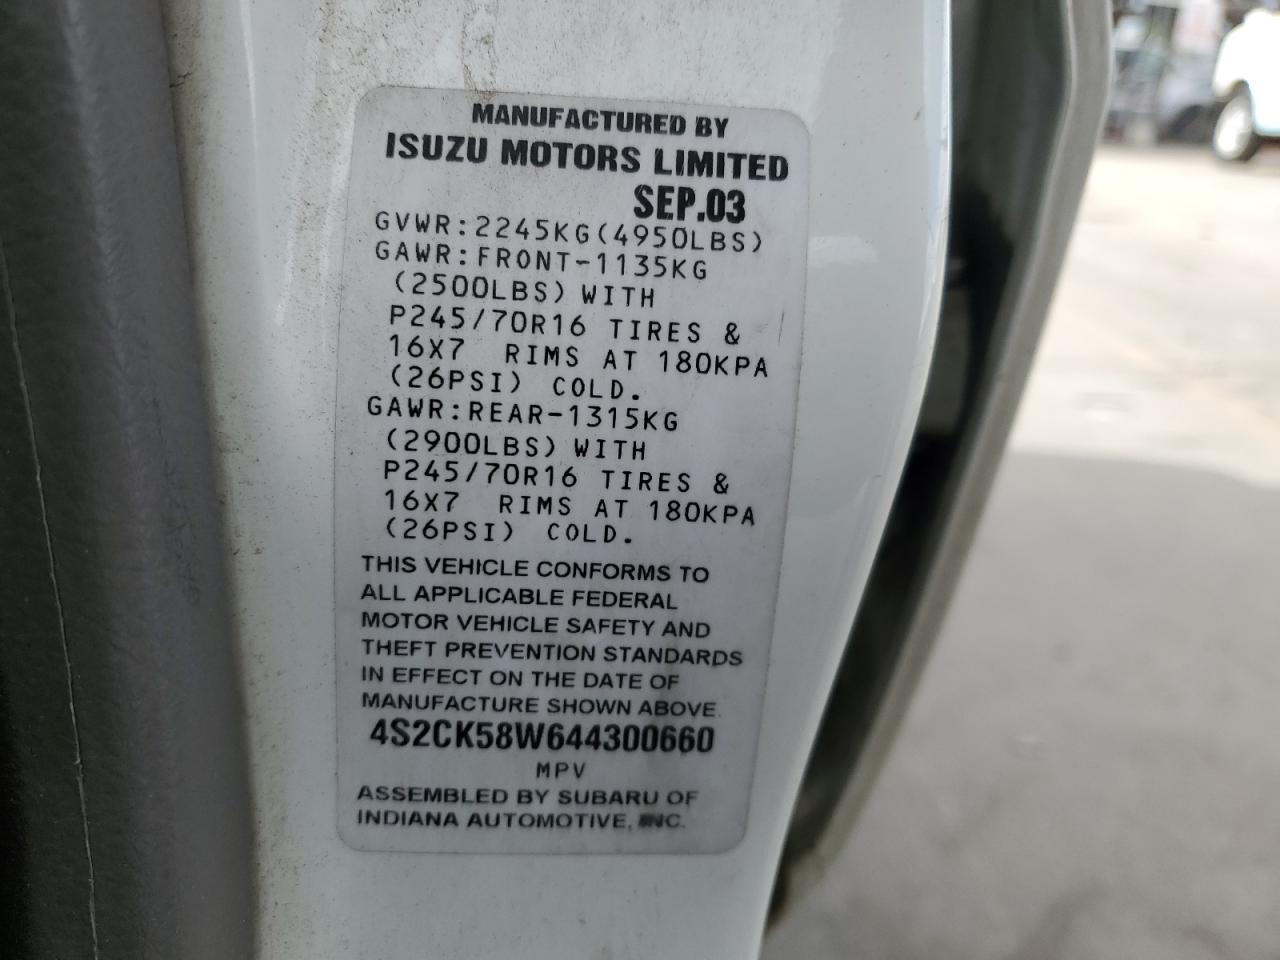 MANUFACTURED BY
ISUZU MOTORS LIMITED
SEP.03
GVWR:2245KG(4950LBS)
GAWR:FRONT-1135KG
(2500LBS) WITH
P245/70R16 TIRES &
16X7 RIMS AT 180KPA
(26PSI) COLD.
GAWR:REAR-1315KG
(2900LBS) WITH
P245/70R16 TIRES &
16X7 RIMS AT 180KPA
(26PSI) COLD.
THIS VEHICLE CONFORMS TO
ALL APPLICABLE FEDERAL
MOTOR VEHICLE SAFETY AND
THEFT PREVENTION STANDARDS
IN EFFECT ON THE DATE OF
MANUFACTURE SHOWN ABOVE.
4S2CK58W644300660
MPV
ASSEMBLED BY SUBARU OF
INDIANA AUTOMOTIVE, INC.